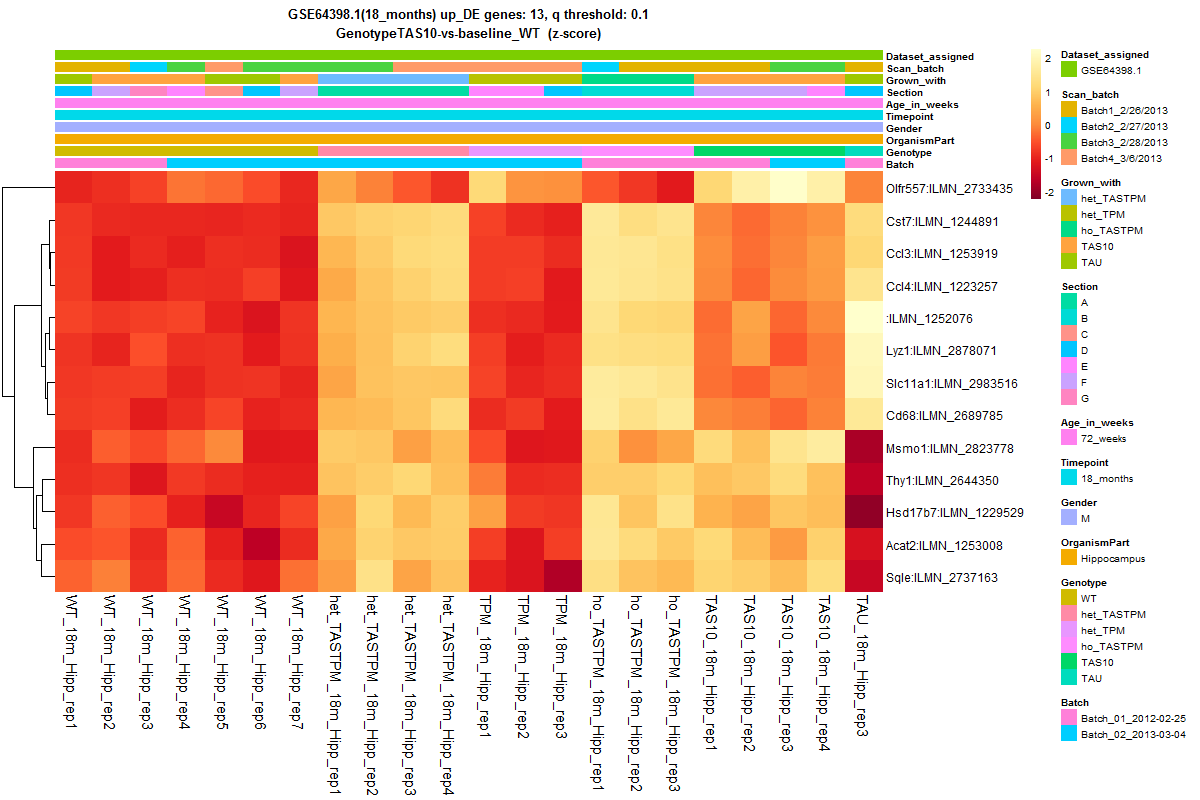 GSE64398.1(18_months) up_DE genes: 13, q threshold: 0.1
GenotypeTAS10-vs-baseline_WT (z-score)
Dataset_assigned
Scan_batch
Grown_with
Section
Age_in_weeks
Timepoint
Gender
OrganismPart
Genotype
Batch
Olfr557:ILMN_2733435
Cst7:ILMN_1244891
Ccl3:ILMN_1253919
Ccl4:ILMN_1223257
:ILMN_1252076
Lyz1:ILMN_2878071
Slc11a1:ILMN_2983516
Cd68:ILMN_2689785
Msmo1:ILMN_2823778
Thy1:ILMN_2644350
Hsd17b7:ILMN_1229529
Acat2:ILMN_1253008
Sqle:ILMN_2737163
WT_18m_Hipp_rep1
WT_18m_Hipp_rep2
WT_18m_Hipp_rep3
WT_18m_Hipp_rep4
WT_18m_Hipp_rep5
WT_18m_Hipp_rep6
WT_18m_Hipp_rep7
het_TASTPM_18m_Hipp_rep1
het_TASTPM_18m_Hipp_rep2
het_TASTPM_18m_Hipp_rep3
het_TASTPM_18m_Hipp_rep4
TPM_18m_Hipp_rep1
TPM_18m_Hipp_rep2
TPM_18m_Hipp_rep3
ho_TASTPM_18m_Hipp_rep1
ho_TASTPM_18m_Hipp_rep2
ho_TASTPM_18m_Hipp_rep3
TAS10_18m_Hipp_rep1
TAS10_18m_Hipp_rep2
TAS10_18m_Hipp_rep3
TAS10_18m_Hipp_rep4
TAU_18m_Hipp_rep3
2
1
0
-1
-2
Dataset_assigned
GSE64398.1
Scan_batch
Batch1_2/26/2013
Batch2_2/27/2013
Batch3_2/28/2013
Batch4_3/6/2013
Grown_with
het_TASTPM
het_TPM
ho_TASTPM
TAS10
TAU
Section
A
B
C
D
E
F
G
Age_in_weeks
72_weeks
Timepoint
18_months
Gender
M
OrganismPart
Hippocampus
Genotype
WT
het_TASTPM
het_TPM
ho_TASTPM
TAS10
TAU
Batch
Batch_01_2012-02-25
Batch_02_2013-03-04